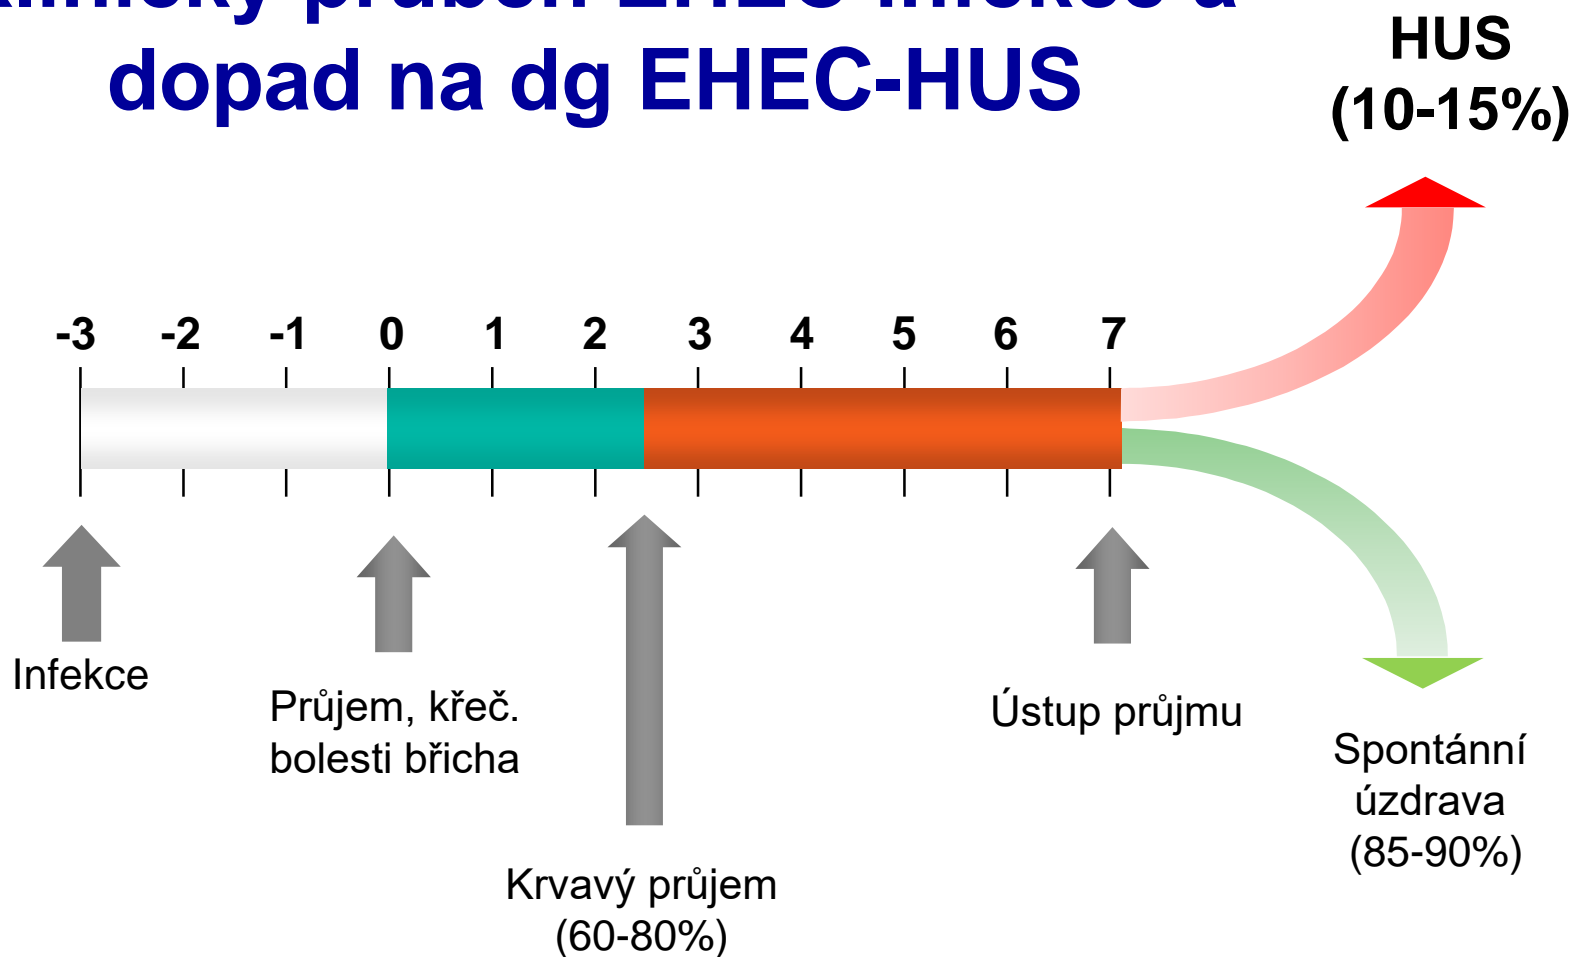 dopad na dg EHEC-HUS
HUS
(10-15%)
-3 -2 -1 0 1 2 3 4 5 6 7
Infekce
Průjem, křeč.
bolesti břicha
Krvavý průjem
(60-80%)
Ústup průjmu
Spontánní
úzdrava
(85-90%)